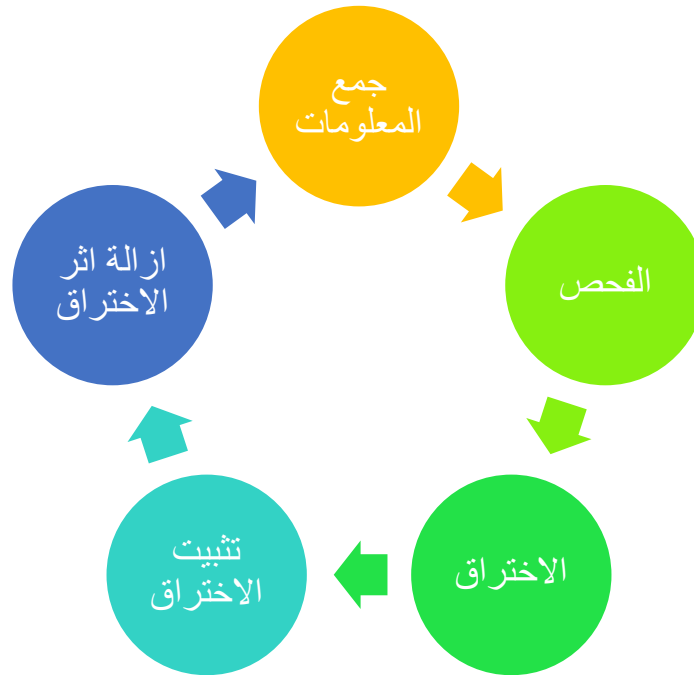 جمع
المعلومات
الفحص
الاختراق
تثبيت
الاختراق
ازالة اثر
الاختراق